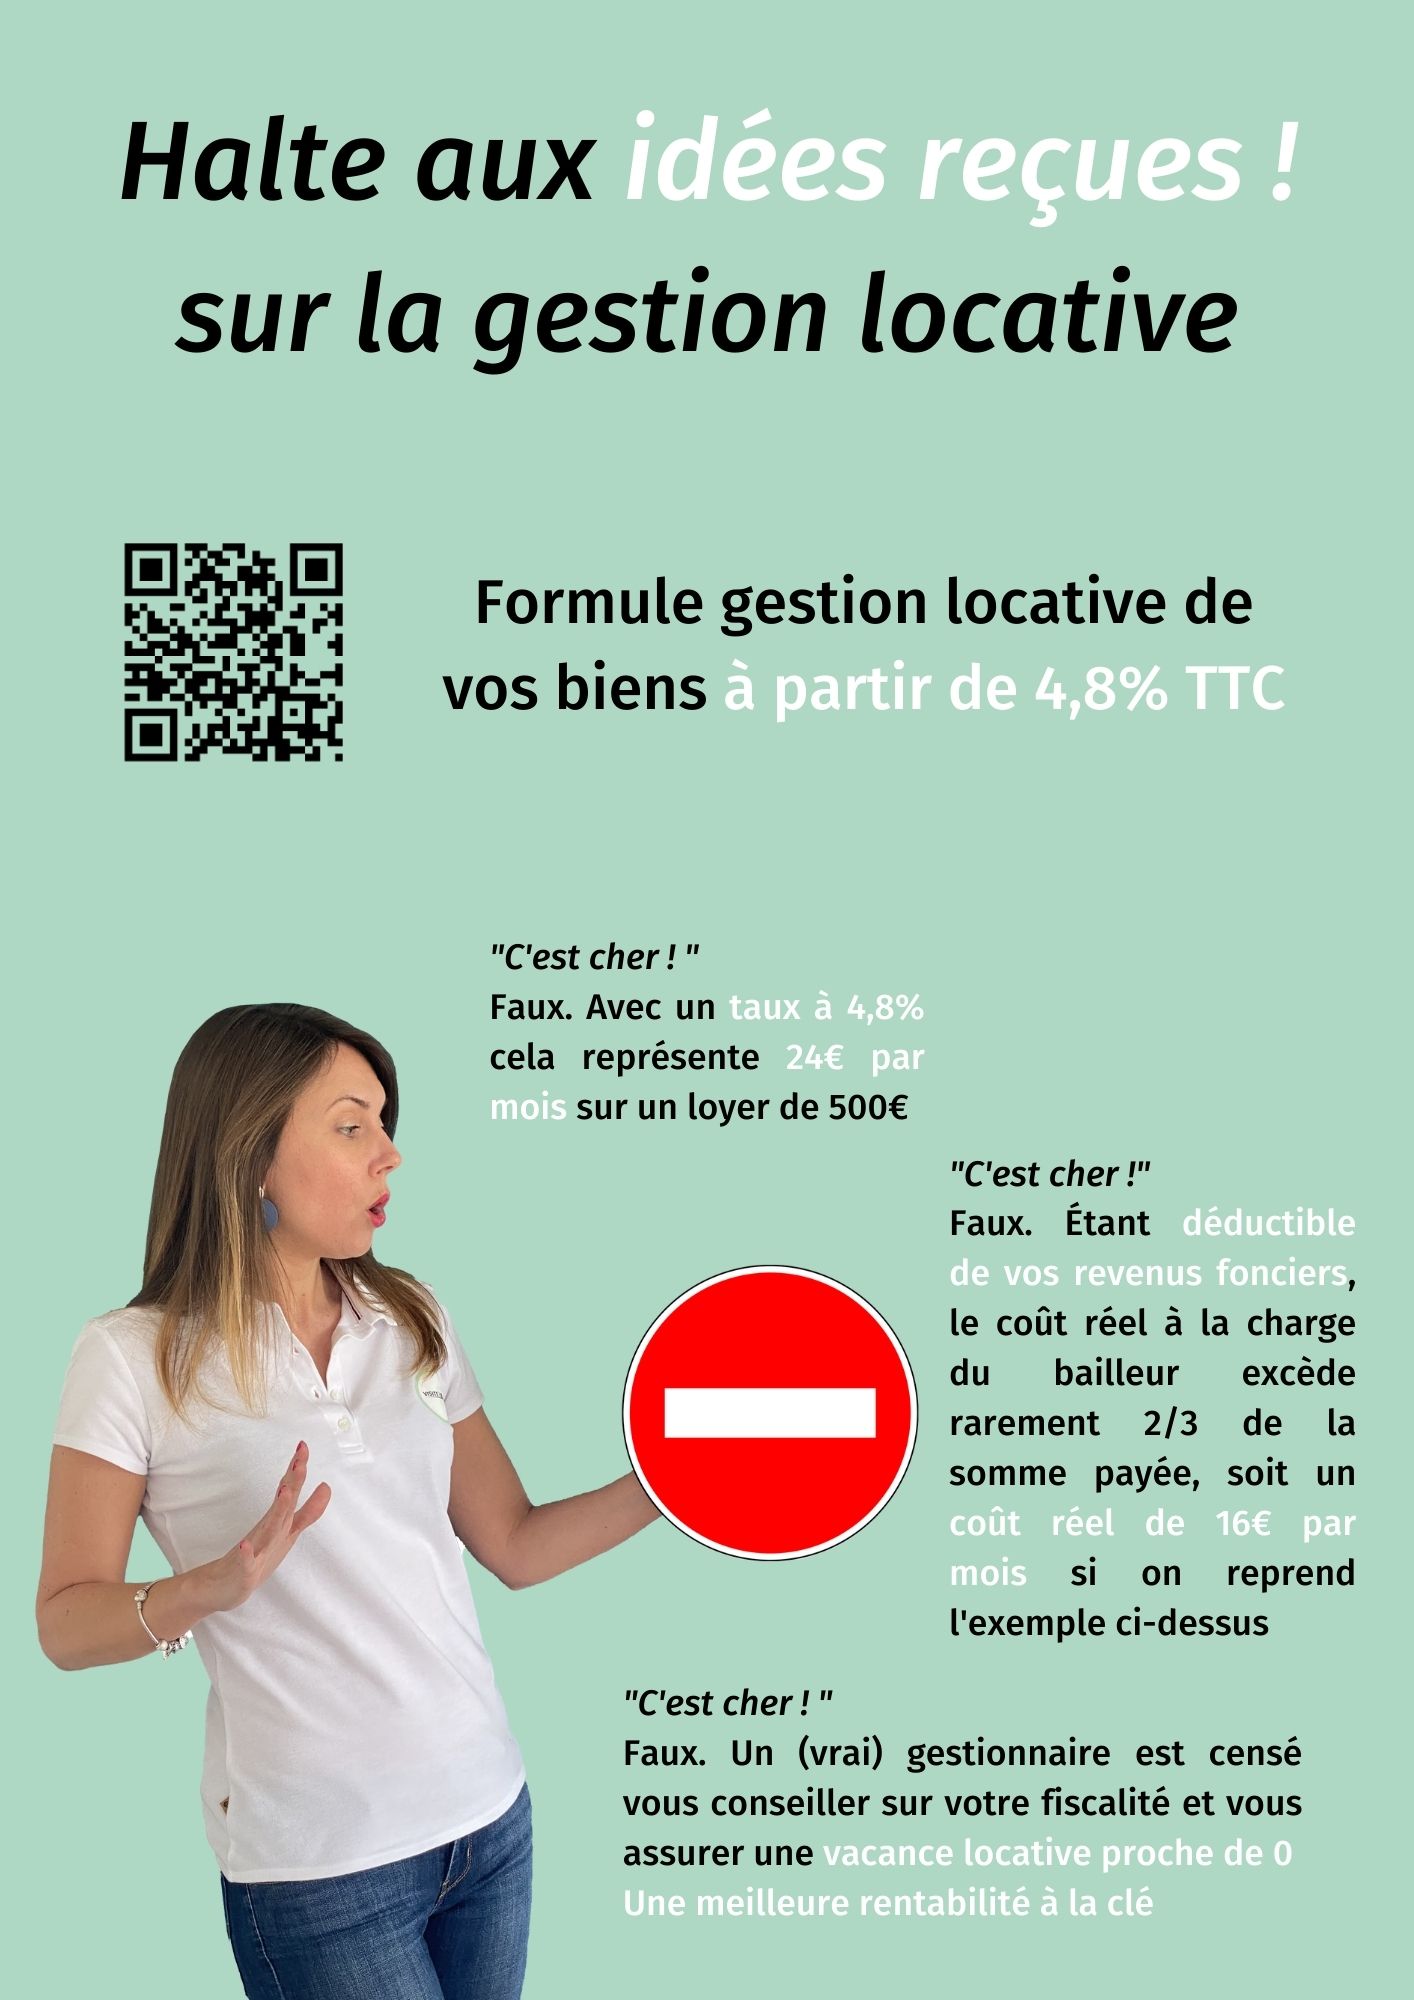 Halte aux idées reçues !
sur la gestion locative
Formule gestion locative de
vos biens à partir de 4,8% TTC
"C'est cher ! "
Faux. Avec un taux à 4,8%
cela représente 24€ par
mois sur un loyer de 500€
"C'est cher !"
Faux. Étant déductible
de vos revenus fonciers,
le coût réel à la charge
du bailleur excède
rarement 2/3 de la
somme payée, soit un
coût réel de 16€ par
mois si on reprend
l'exemple ci-dessus
"C'est cher ! "
Faux. Un (vrai) gestionnaire est censé
vous conseiller sur votre fiscalité et vous
assurer une vacance locative proche de 0
Une meilleure rentabilité à la clé